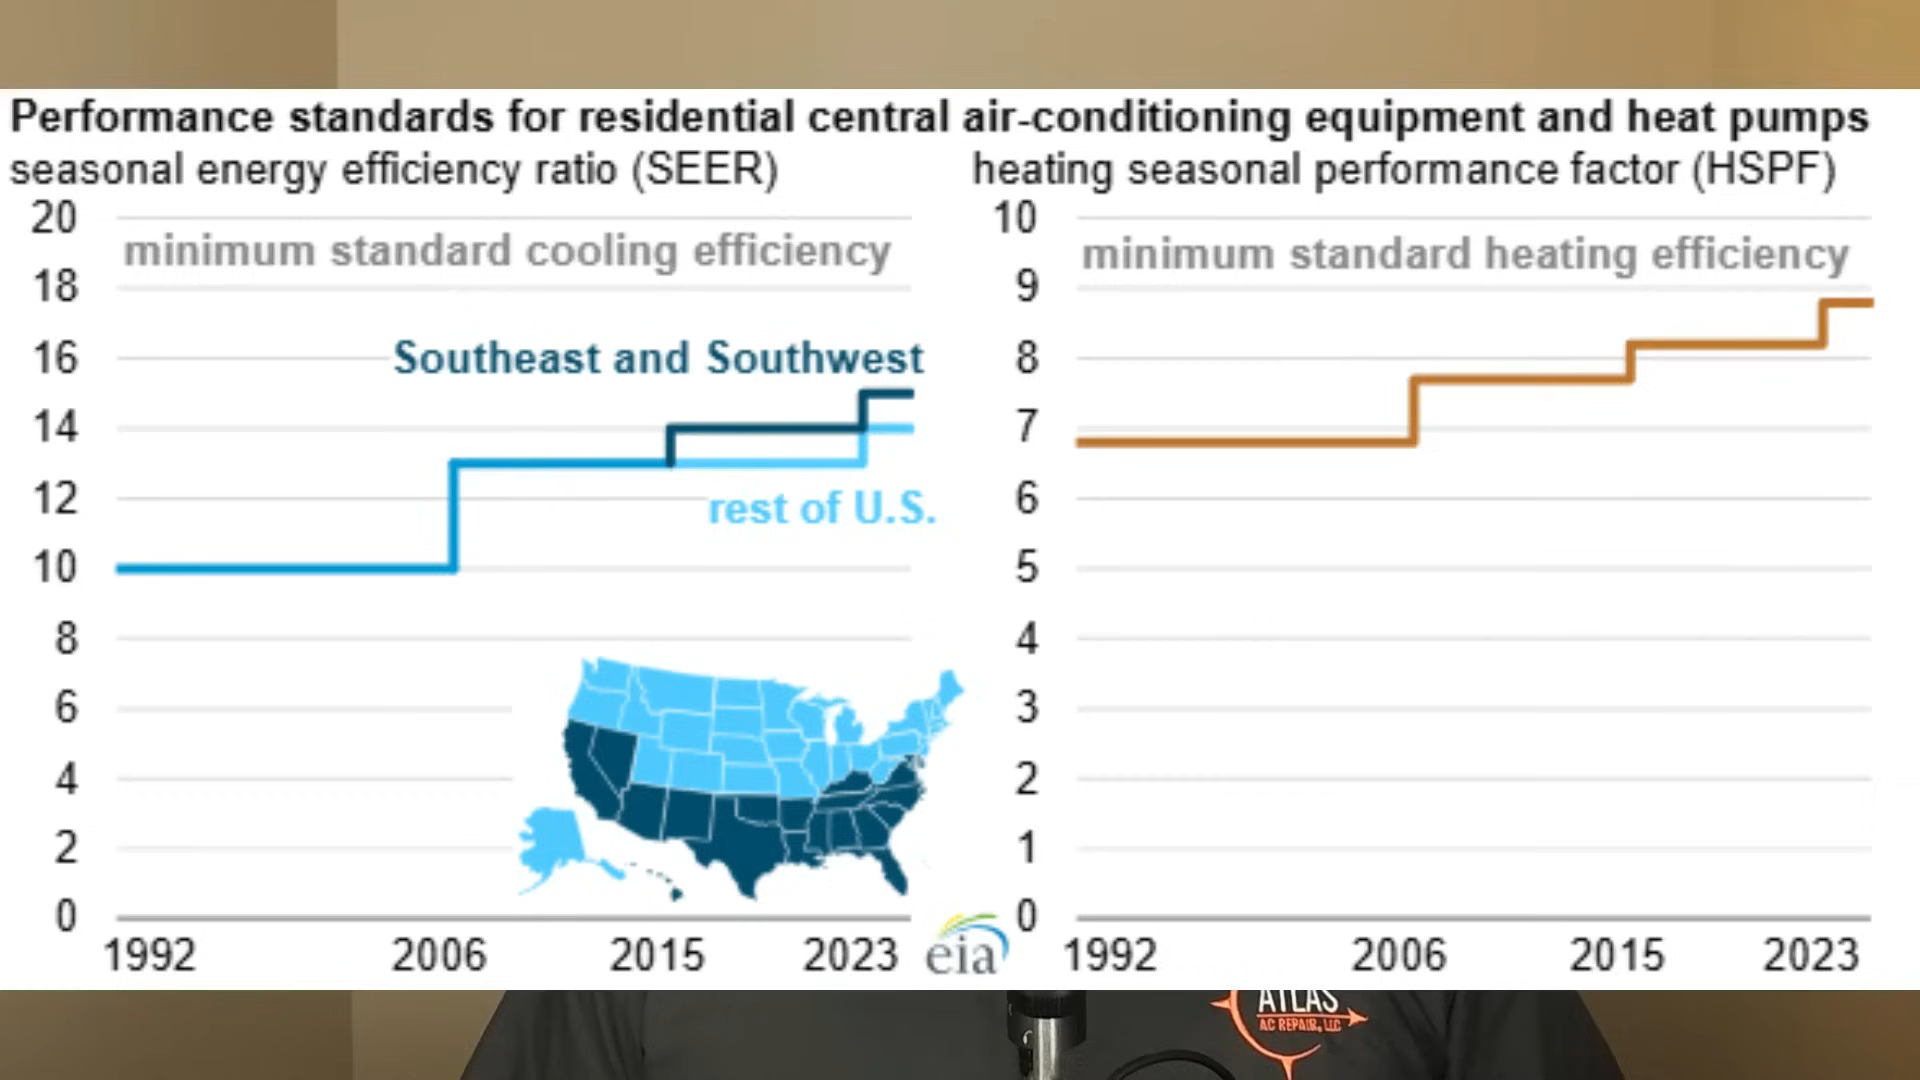 Performance standards for residential central air-conditioning equipment and heat pumps
seasonal energy efficiency ratio (SEER)
20
minimum standard cooling efficiency
18
16
Southeast and Southwest
14
12
rest of U.S.
10
8
6
4
2
0
1992 2006 2015 2023
eia
heating seasonal performance factor (HSPF)
10
minimum standard heating efficiency
9
8
7
6
5
4
3
2
1
0
1992 2006 2015 2023
ATLAS
AC REPAIR, LLC